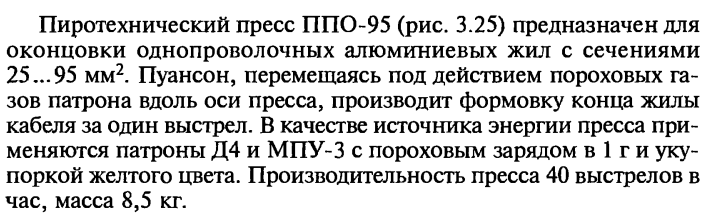 Пиротехнический пресс ППО-95 (рис. 3.25) предназначен для
оконцовки однопроволочных алюминиевых жил с сечениями
25...95 мм². Пуансон, перемещаясь под действием пороховых га-
зов патрона вдоль оси пресса, производит формовку конца жилы
кабеля за один выстрел. В качестве источника энергии пресса при-
меняются патроны Д4 и МПУ-3 с пороховым зарядом в 1 г и уку-
поркой желтого цвета. Производительность пресса 40 выстрелов в
час, масса 8,5 кг.